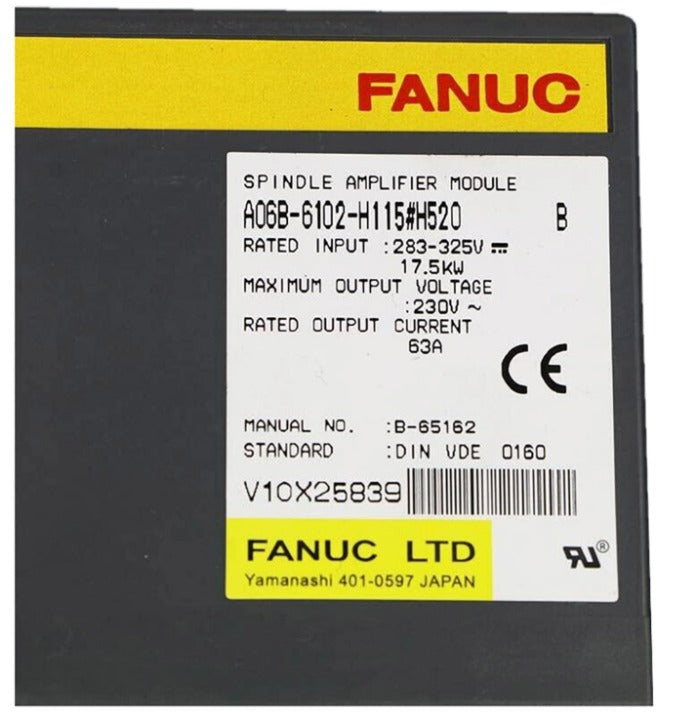 FANUC
SPINDLE AMPLIFIER MODULE
A06B-6102-H115#H520 B
RATED INPUT :283-325V ⎓
17.5kW
MAXIMUM OUTPUT VOLTAGE
:230V ~
RATED OUTPUT CURRENT
63A
CE
MANUAL NO. :B-65162
STANDARD :DIN VDE 0160
V10X25839
FANUC LTD
Yamanashi 401-0597 JAPAN
RU®